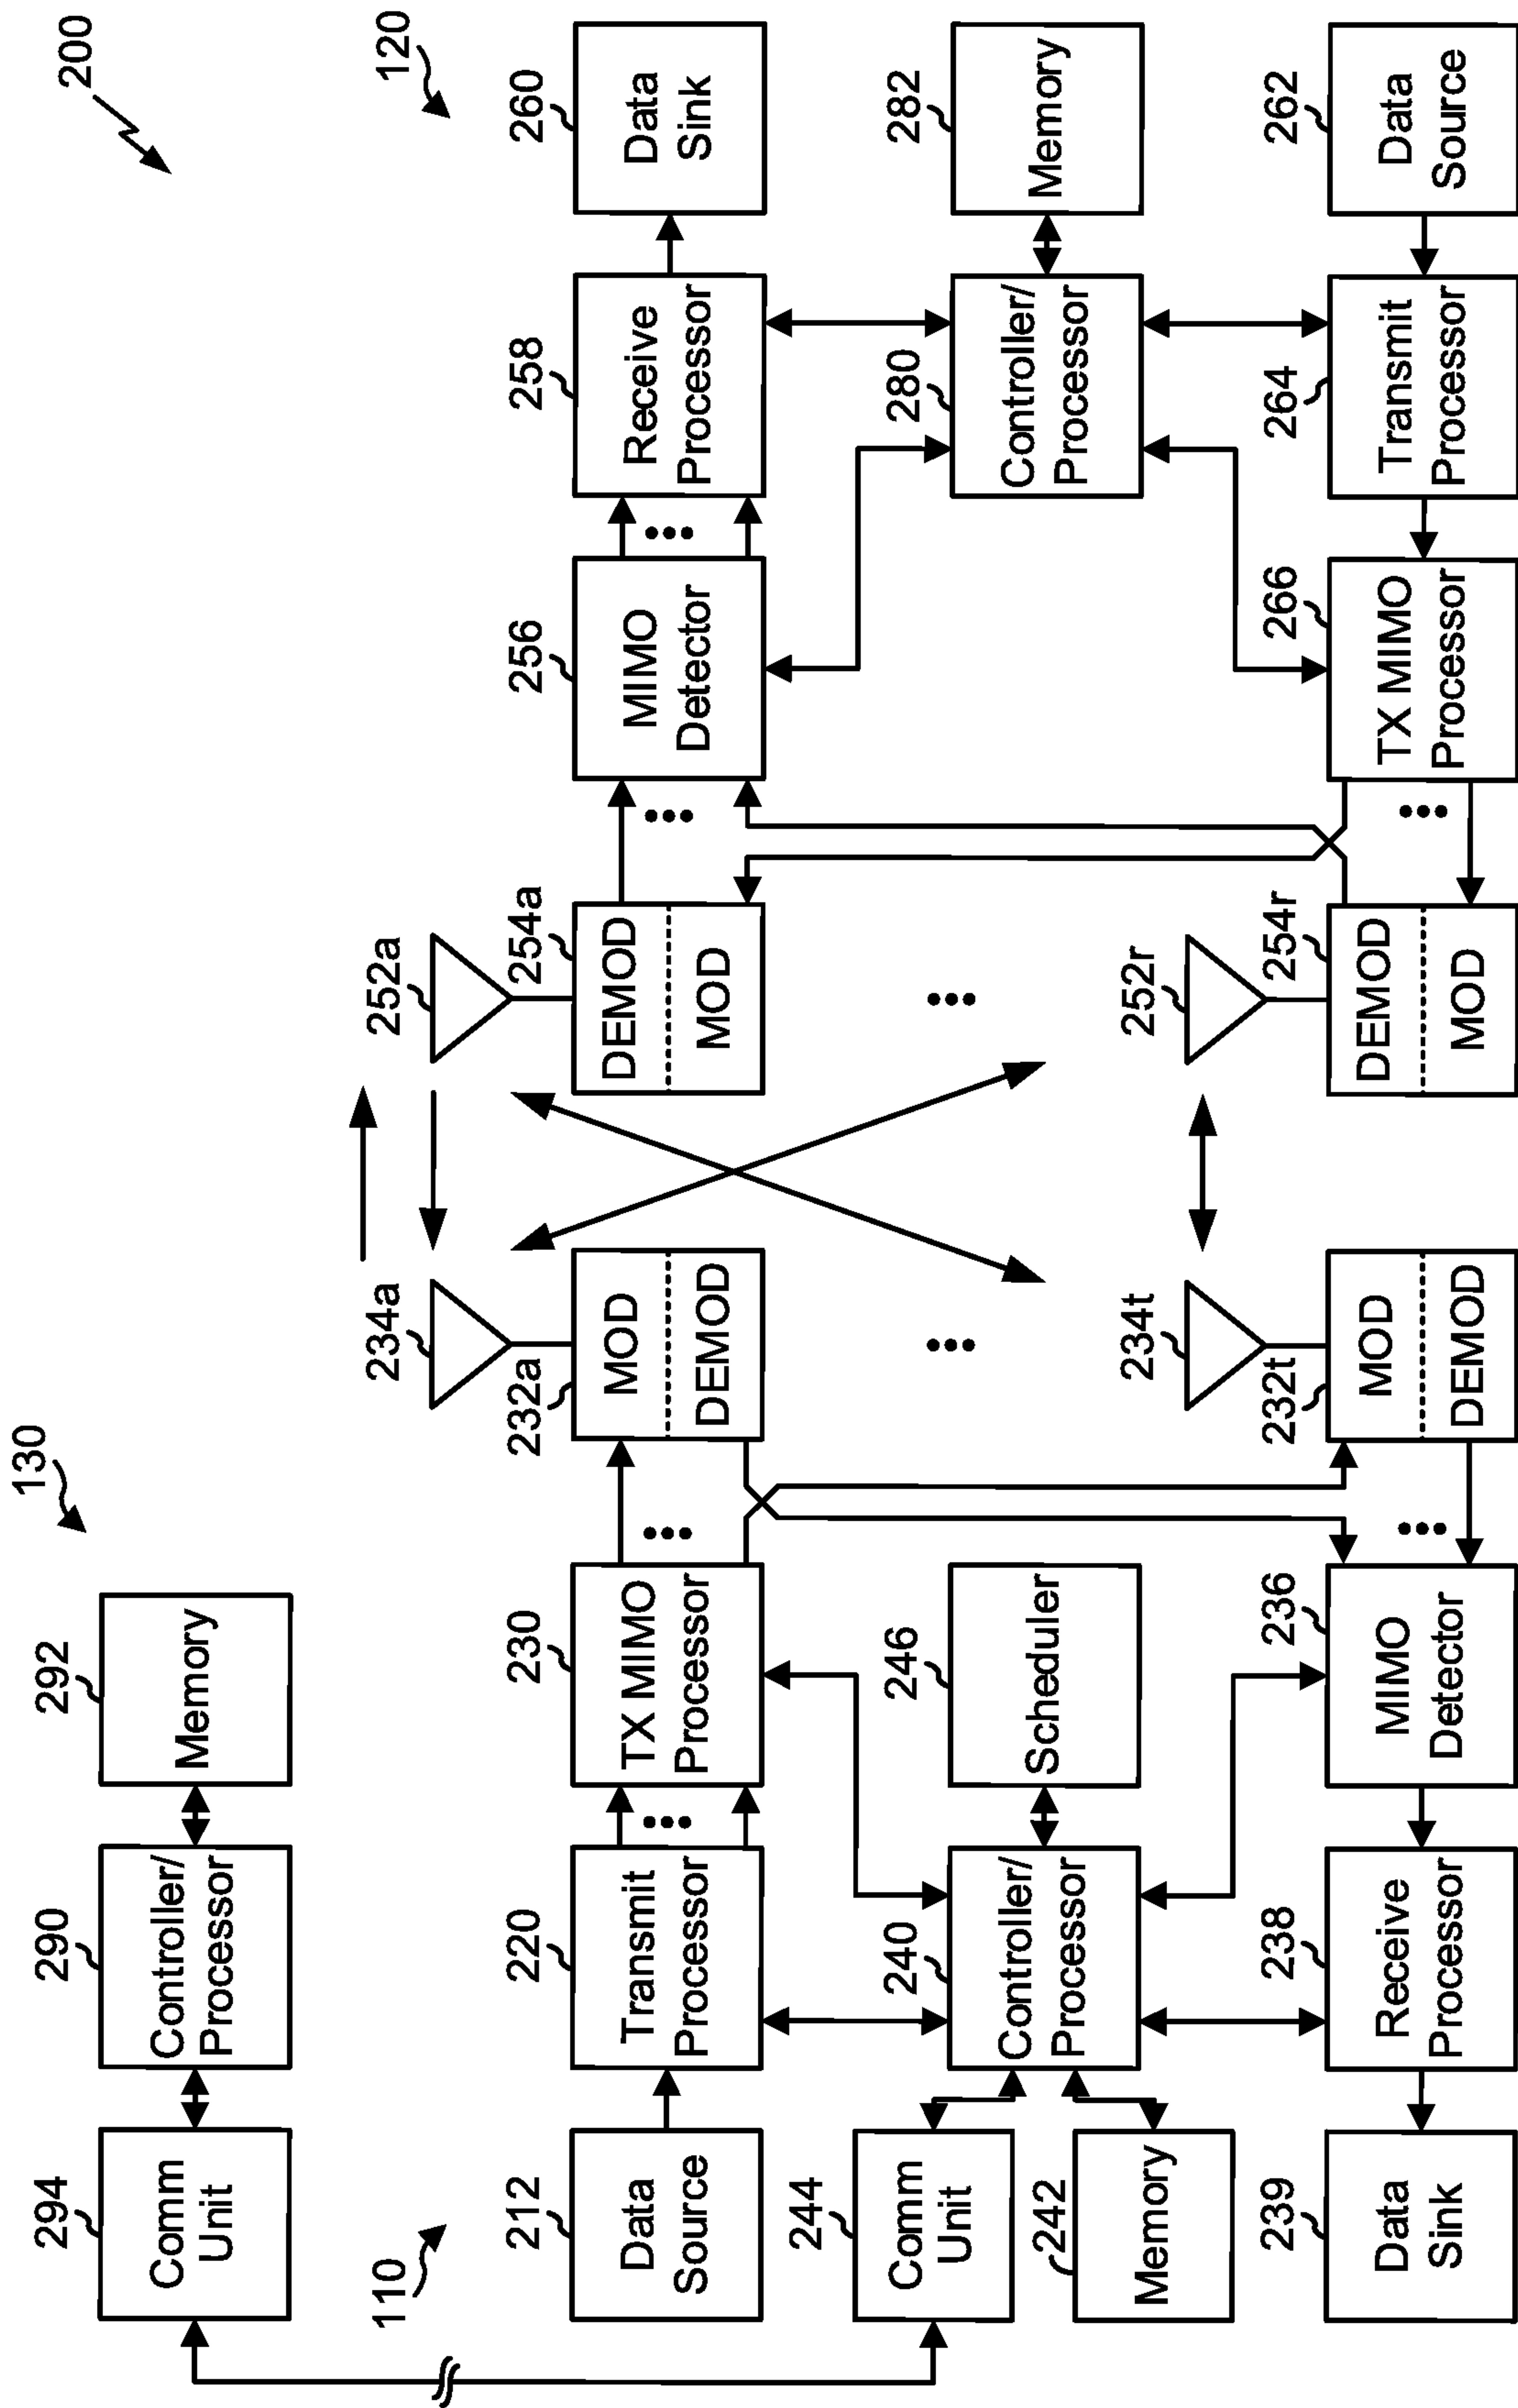 200
130
120
294
290
292
Comm
Unit
Controller/
Processor
Memory
110
234a
252a
212
220
230
232a
254a
256
258
260
Data
Source
Transmit
Processor
TX MIMO
Processor
MOD
DEMOD
DEMOD
MOD
MIMO
Detector
Receive
Processor
Data
Sink
244
240
246
280
282
Comm
Unit
242
Memory
Controller/
Processor
Scheduler
Controller/
Processor
Memory
234t
252r
239
238
236
232t
254r
266
264
262
Data
Sink
Receive
Processor
MIMO
Detector
MOD
DEMOD
DEMOD
MOD
TX MIMO
Processor
Transmit
Processor
Data
Source